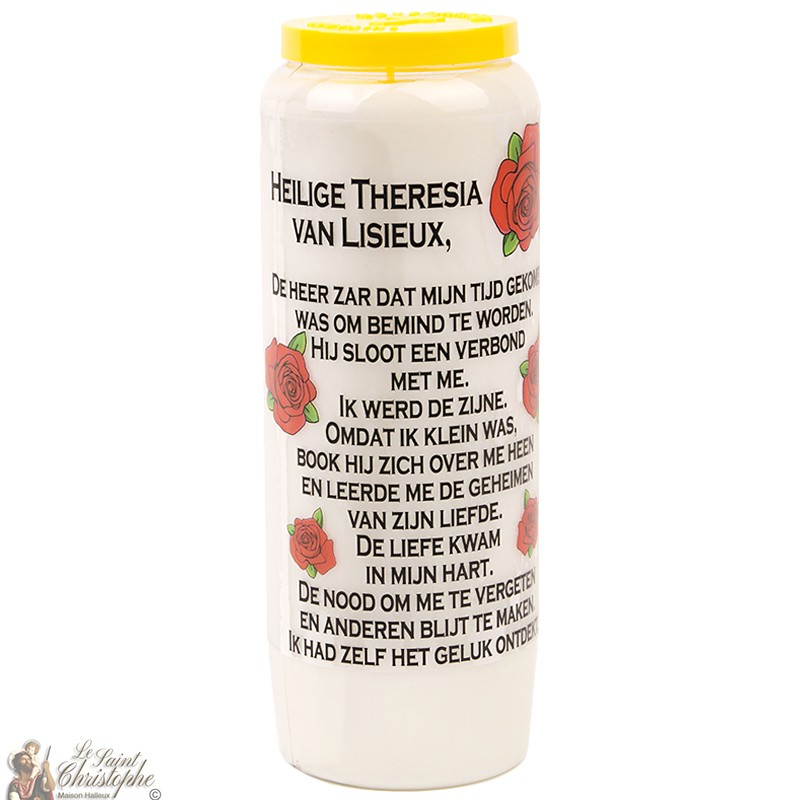 HEILIGE THERESIA
VAN LISIEUX,
DE HEER ZAR DAT MIJN TIJD GEKOM
WAS OM BEMIND TE WORDEN.
HIJ SLOOT EEN VERBOND
MET ME.
IK WERD DE ZIJNE.
OMDAT IK KLEIN WAS,
BOOK HIJ ZICH OVER ME HEEN
EN LEERDE ME DE GEHEIMEN
VAN ZIJN LIEFDE.
DE LIEFE KWAM
IN MIJN HART.
DE NOOD OM ME TE VERGETEN
EN ANDEREN BLIJT TE MAKEN.
IK HAD ZELF HET GELUK ONTDEKT.
Le Saint
Christophe
Maison Halleux ©